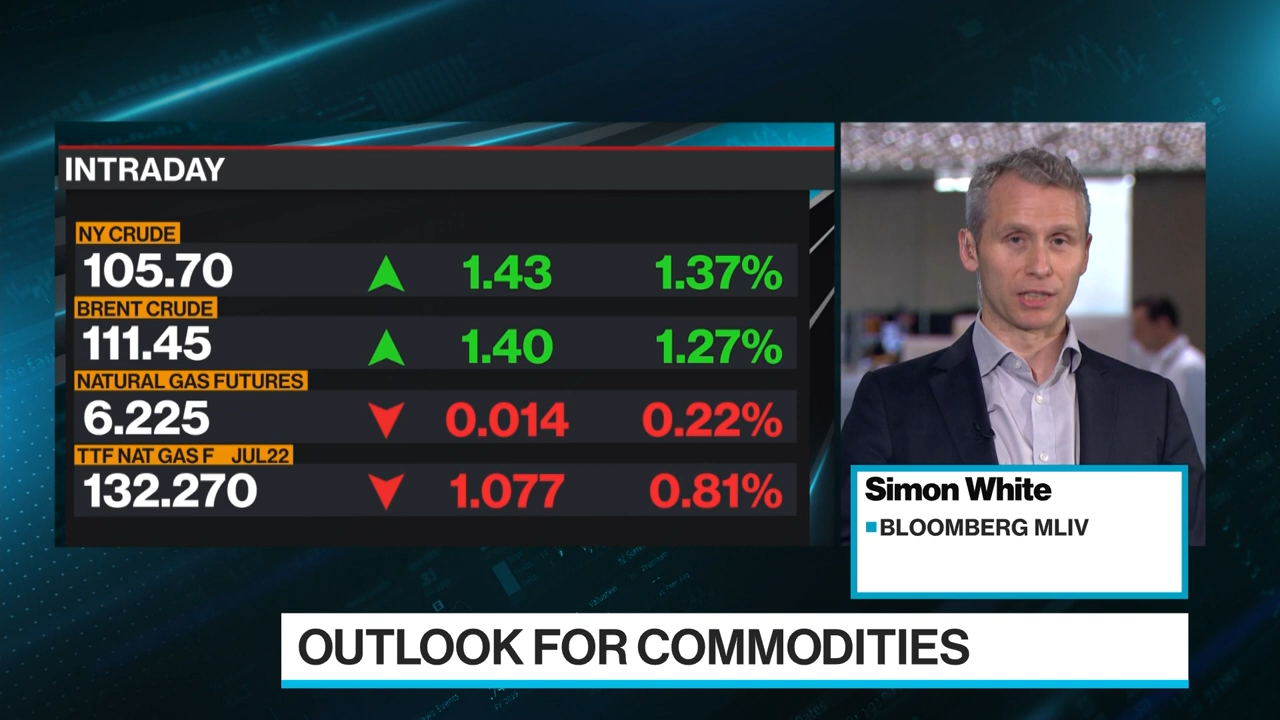 INTRADAY
NY CRUDE
105.70 ▲ 1.43 1.37%
BRENT CRUDE
111.45 ▲ 1.40 1.27%
NATURAL GAS FUTURES
6.225 ▼ 0.014 0.22%
TTF NAT GAS F JUL22
132.270 ▼ 1.077 0.81%
Simon White
BLOOMBERG MLIV
OUTLOOK FOR COMMODITIES